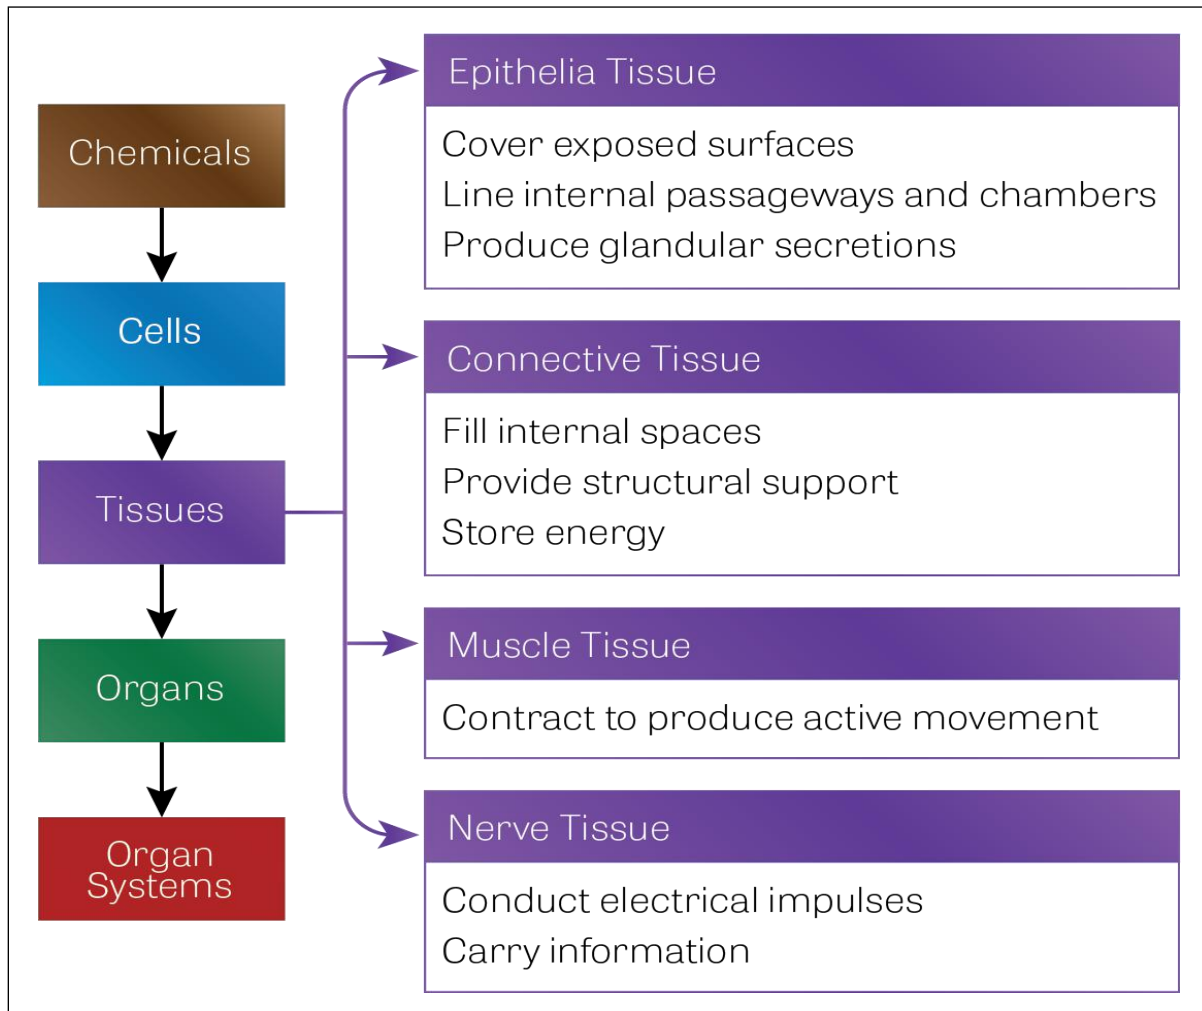 Chemicals
Cells
Tissues
Organs
Organ
Systems
Epithelia Tissue
Cover exposed surfaces
Line internal passageways and chambers
Produce glandular secretions
Connective Tissue
Fill internal spaces
Provide structural support
Store energy
Muscle Tissue
Contract to produce active movement
Nerve Tissue
Conduct electrical impulses
Carry information